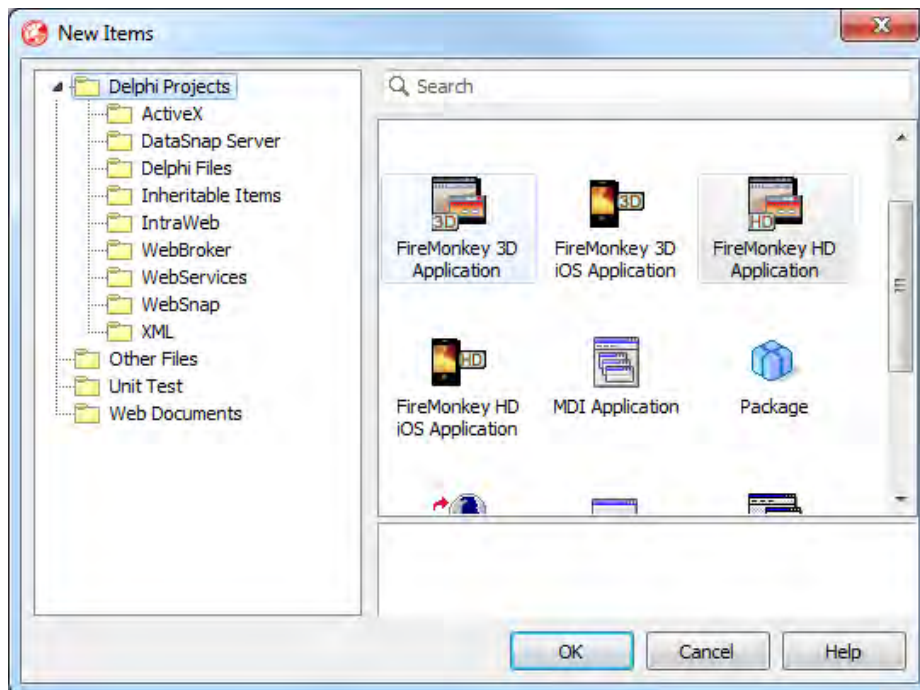 New Items
Delphi Projects
ActiveX
DataSnap Server
Delphi Files
Inheritable Items
IntraWeb
WebBroker
WebServices
WebSnap
XML
Other Files
Unit Test
Web Documents
Search
3D
3D
HD
FireMonkey 3D
Application
FireMonkey 3D
iOS Application
FireMonkey HD
Application
HD
FireMonkey HD
iOS Application
MDI Application
Package
OK
Cancel
Help